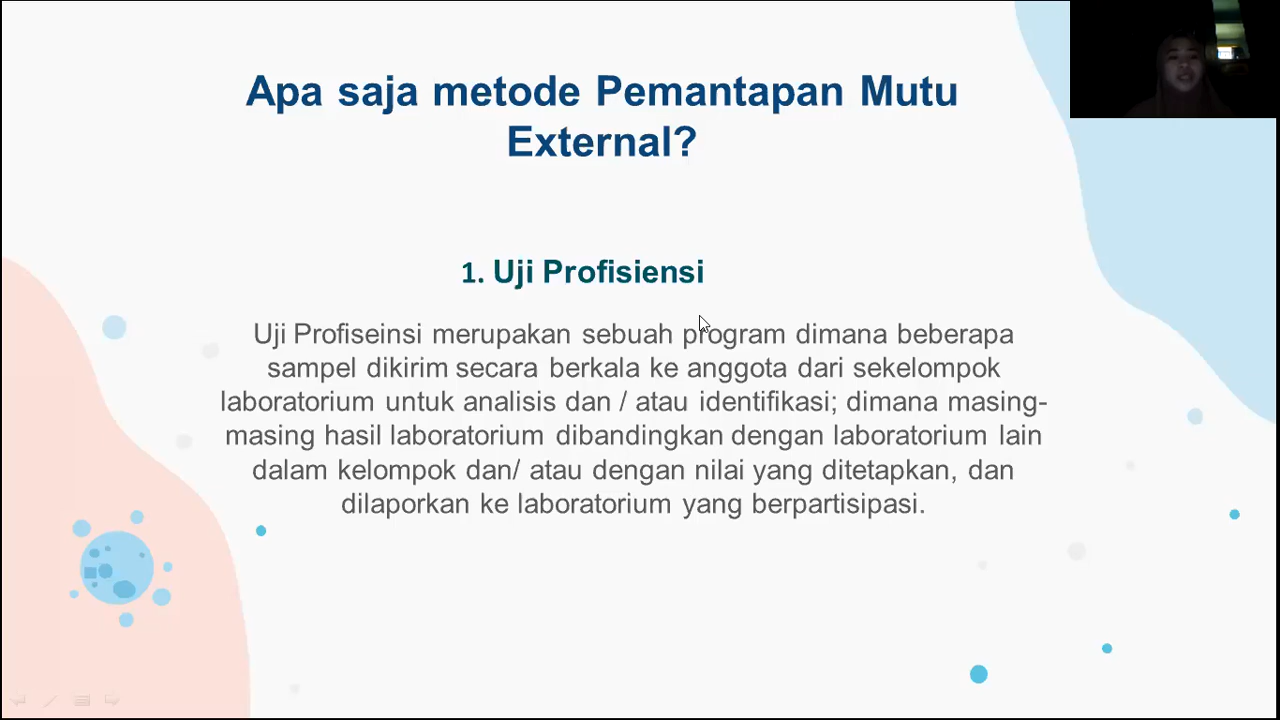 Apa saja metode Pemantapan Mutu
External?
1. Uji Profisiensi
Uji Profiseinsi merupakan sebuah program dimana beberapa
sampel dikirim secara berkala ke anggota dari sekelompok
laboratorium untuk analisis dan / atau identifikasi; dimana masing-
masing hasil laboratorium dibandingkan dengan laboratorium lain
dalam kelompok dan/ atau dengan nilai yang ditetapkan, dan
dilaporkan ke laboratorium yang berpartisipasi.